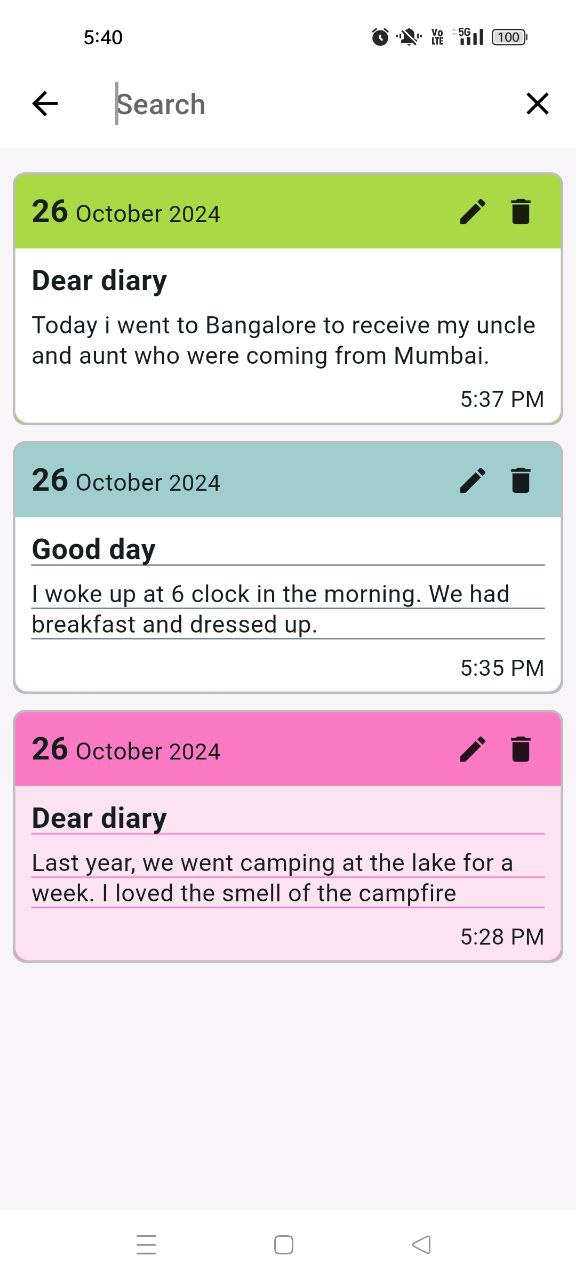 5:40
Vo LTE 5G 100
Search
26 October 2024
Dear diary
Today i went to Bangalore to receive my uncle
and aunt who were coming from Mumbai.
5:37 PM
26 October 2024
Good day
I woke up at 6 clock in the morning. We had
breakfast and dressed up.
5:35 PM
26 October 2024
Dear diary
Last year, we went camping at the lake for a
week. I loved the smell of the campfire
5:28 PM